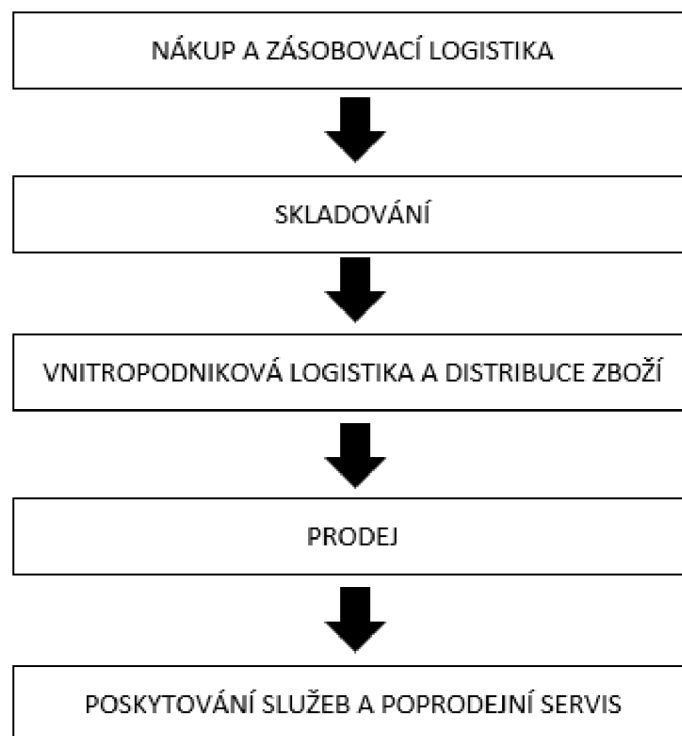 NÁKUP A ZÁSOBOVACÍ LOGISTIKA
SKLADOVÁNÍ
VNITROPODNIKOVÁ LOGISTIKA A DISTRIBUCE ZBOŽÍ
PRODEJ
POSKYTOVÁNÍ SLUŽEB A POPRODEJNÍ SERVIS